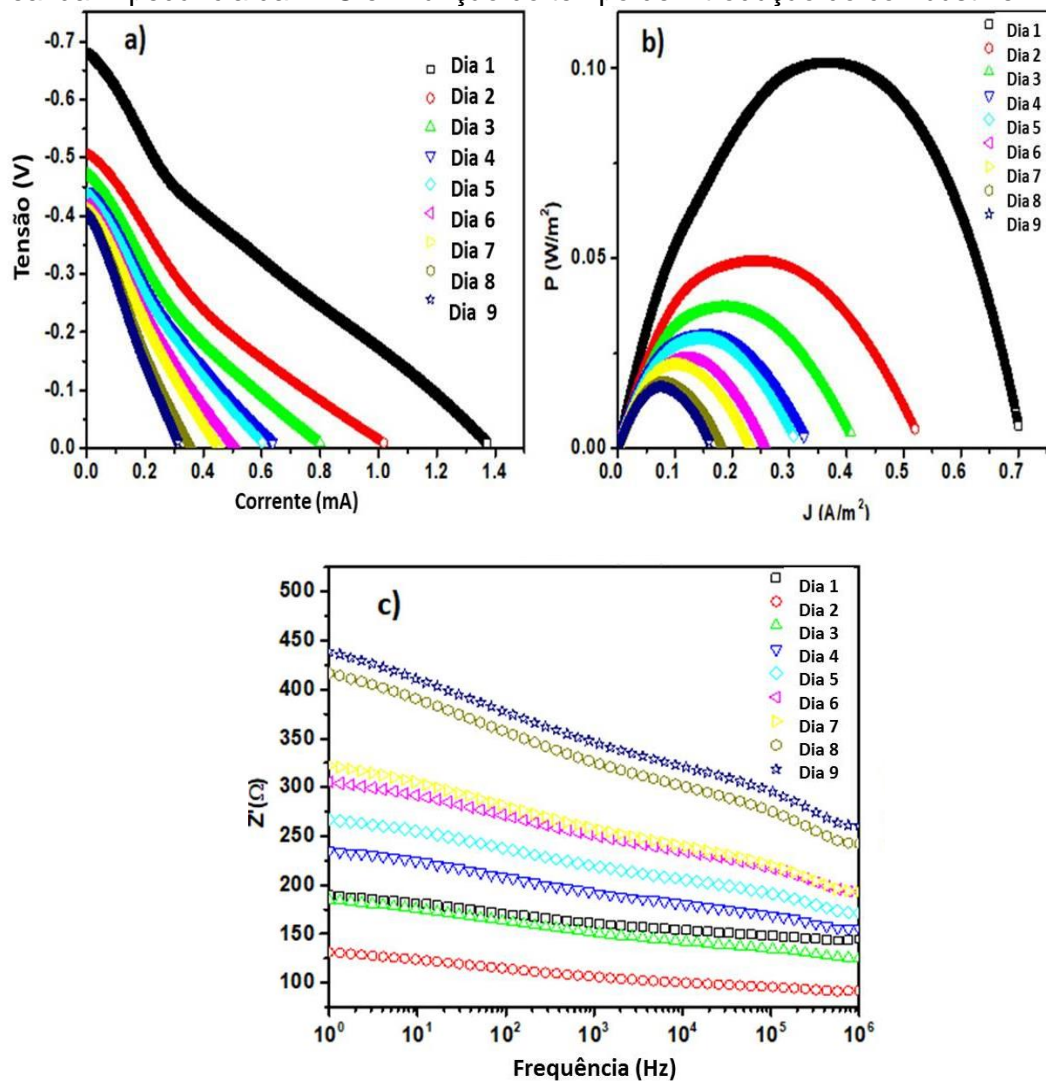 a)
-0.7
-0.6
-0.5
-0.4
-0.3
-0.2
-0.1
0.0
Tensão (V)
0.0 0.2 0.4 0.6 0.8 1.0 1.2 1.4
Corrente (mA)
Dia 1
Dia 2
Dia 3
Dia 4
Dia 5
Dia 6
Dia 7
Dia 8
Dia 9
b)
0.10
0.05
0.00
P (W/m²)
0.0 0.1 0.2 0.3 0.4 0.5 0.6 0.7
J (A/m²)
Dia 1
Dia 2
Dia 3
Dia 4
Dia 5
Dia 6
Dia 7
Dia 8
Dia 9
c)
500
450
400
350
300
250
200
150
100
Z'(Ω)
10⁰ 10¹ 10² 10³ 10⁴ 10⁵ 10⁶
Frequência (Hz)
Dia 1
Dia 2
Dia 3
Dia 4
Dia 5
Dia 6
Dia 7
Dia 8
Dia 9